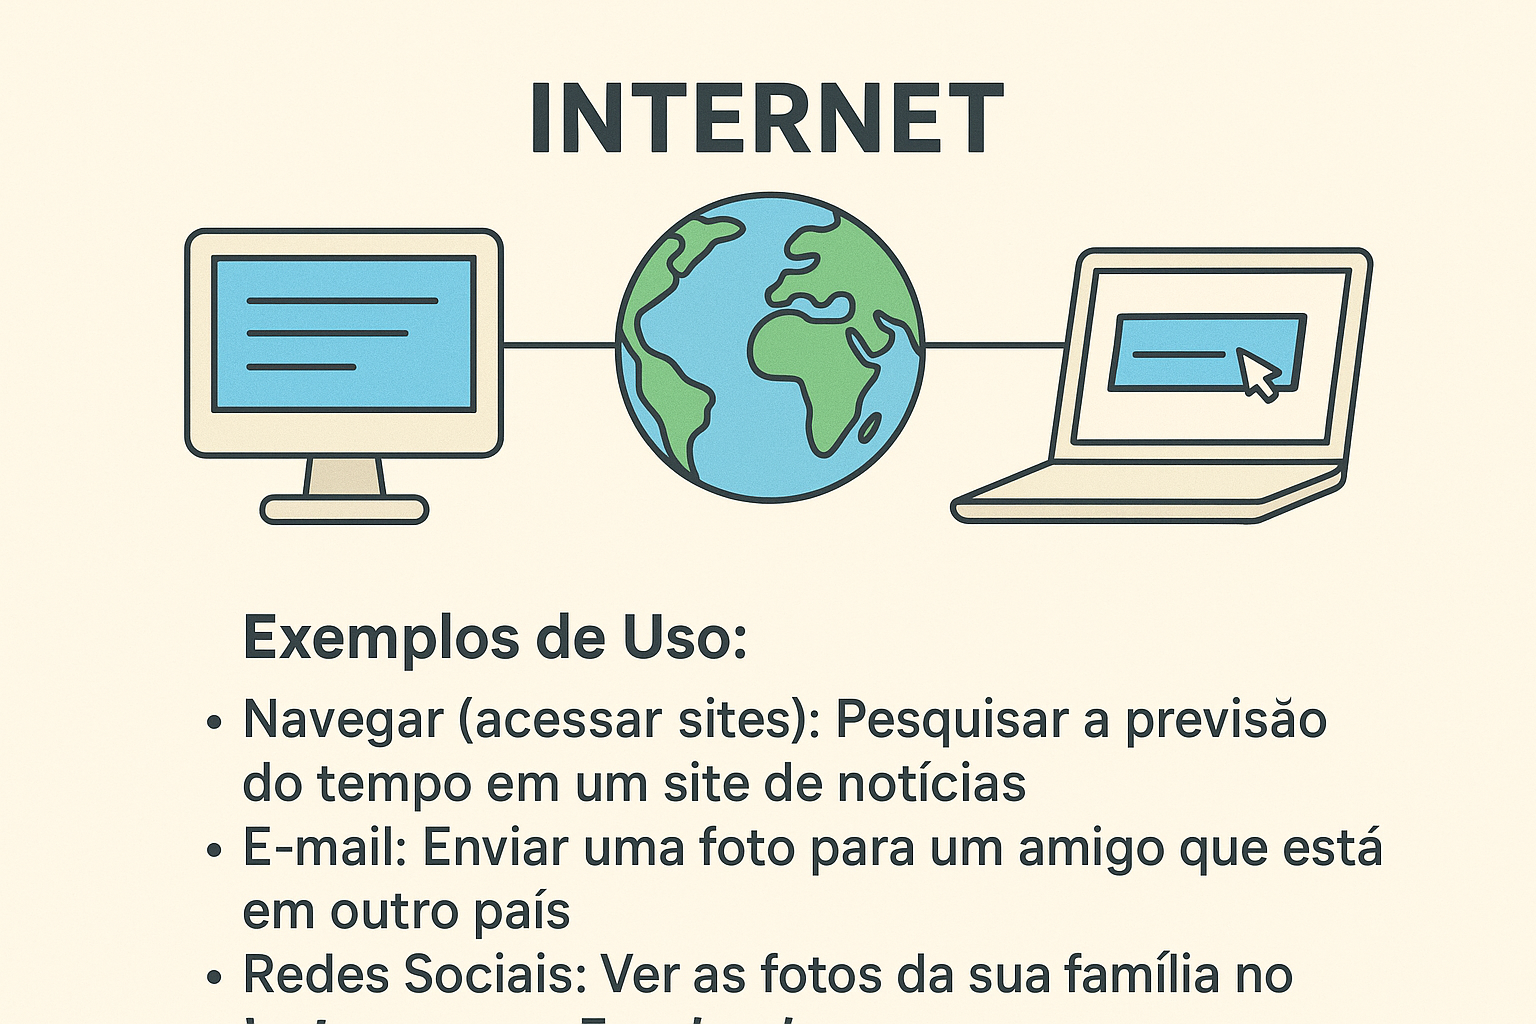 INTERNET
Exemplos de Uso:
• Navegar (acessar sites): Pesquisar a previsăo
do tempo em um site de notícias
• E-mail: Enviar uma foto para um amigo que está
em outro país
• Redes Sociais: Ver as fotos da sua família no